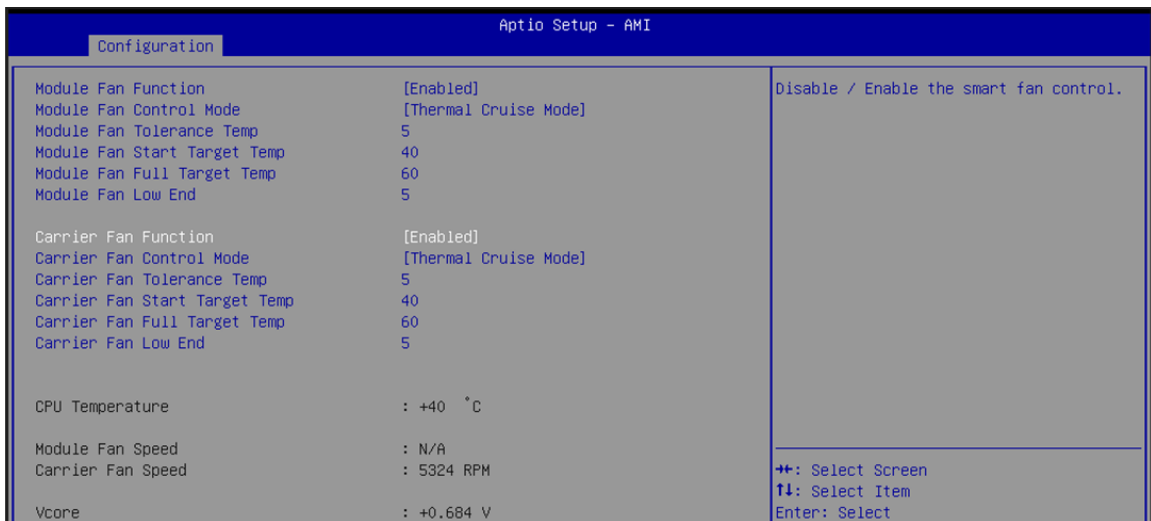 Aptio Setup - AMI
Configuration
Module Fan Function [Enabled]
Module Fan Control Mode [Thermal Cruise Mode]
Module Fan Tolerance Temp 5
Module Fan Start Target Temp 40
Module Fan Full Target Temp 60
Module Fan Low End 5
Carrier Fan Function [Enabled]
Carrier Fan Control Mode [Thermal Cruise Mode]
Carrier Fan Tolerance Temp 5
Carrier Fan Start Target Temp 40
Carrier Fan Full Target Temp 60
Carrier Fan Low End 5
CPU Temperature : +40 °C
Module Fan Speed : N/A
Carrier Fan Speed : 5324 RPM
Vcore : +0.684 V
Disable / Enable the smart fan control.
→←: Select Screen
↑↓: Select Item
Enter: Select